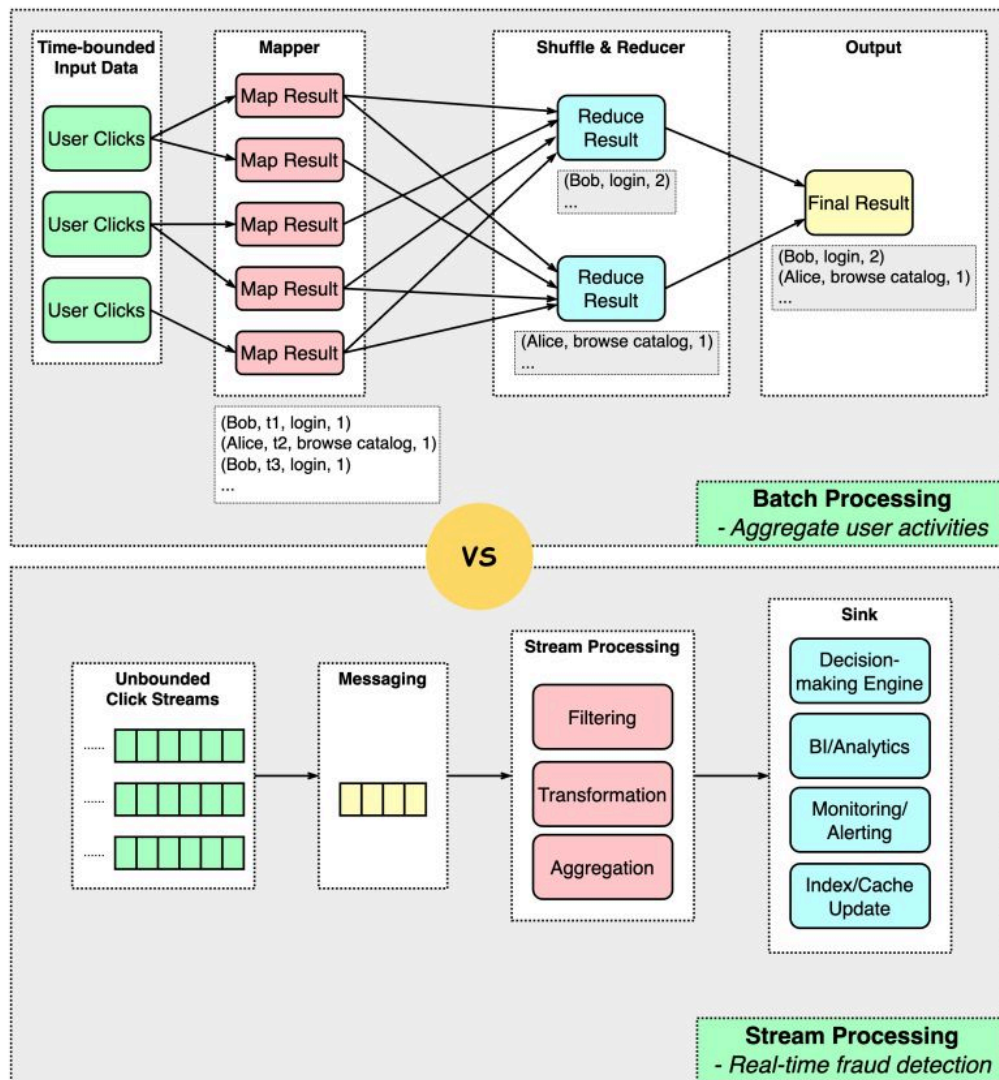 Time-bounded
Input Data
User Clicks
User Clicks
User Clicks
Mapper
Map Result
Map Result
Map Result
Map Result
Map Result
(Bob, t1, login, 1)
(Alice, t2, browse catalog, 1)
(Bob, t3, login, 1)
...
Shuffle & Reducer
Reduce
Result
(Bob, login, 2)
...
Reduce
Result
(Alice, browse catalog, 1)
...
Output
Final Result
(Bob, login, 2)
(Alice, browse catalog, 1)
...
Batch Processing
- Aggregate user activities
VS
Unbounded
Click Streams
......
......
......
Messaging
Stream Processing
Filtering
Transformation
Aggregation
Sink
Decision-
making Engine
BI/Analytics
Monitoring/
Alerting
Index/Cache
Update
Stream Processing
- Real-time fraud detection